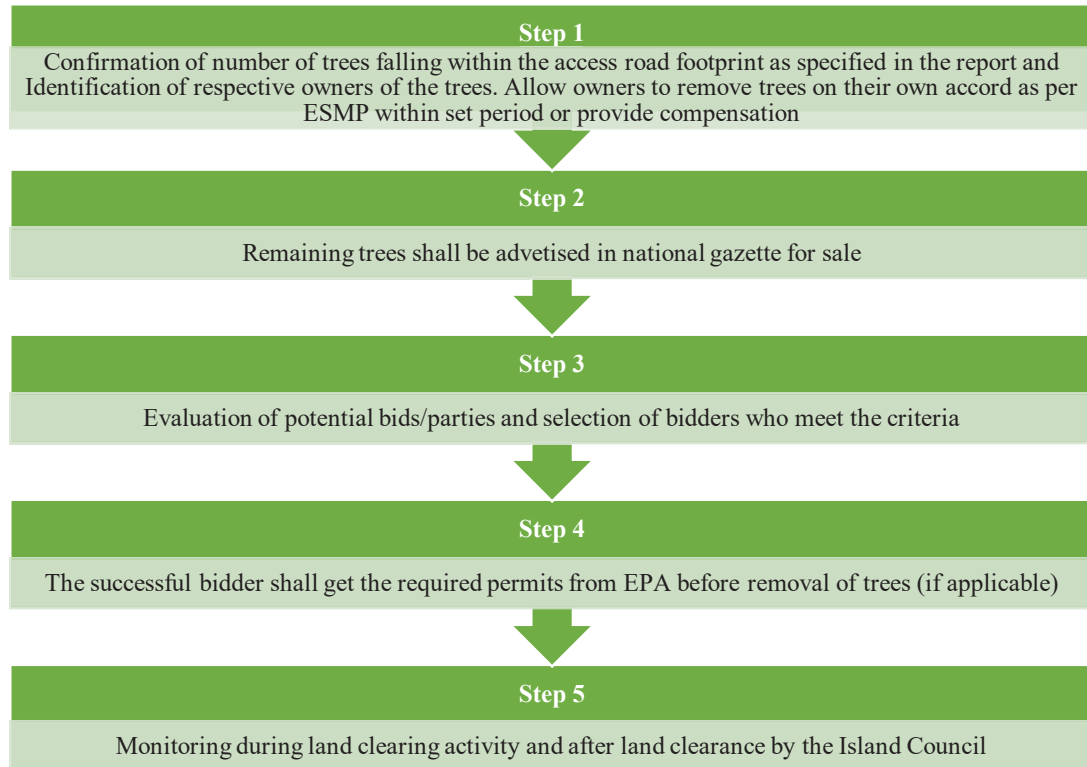 Step 1
Confirmation of number of trees falling within the access road footprint as specified in the report and
Identification of respective owners of the trees. Allow owners to remove trees on their own accord as per
ESMP within set period or provide compensation
Step 2
Remaining trees shall be advetised in national gazette for sale
Step 3
Evaluation of potential bids/parties and selection of bidders who meet the criteria
Step 4
The successful bidder shall get the required permits from EPA before removal of trees (if applicable)
Step 5
Monitoring during land clearing activity and after land clearance by the Island Council